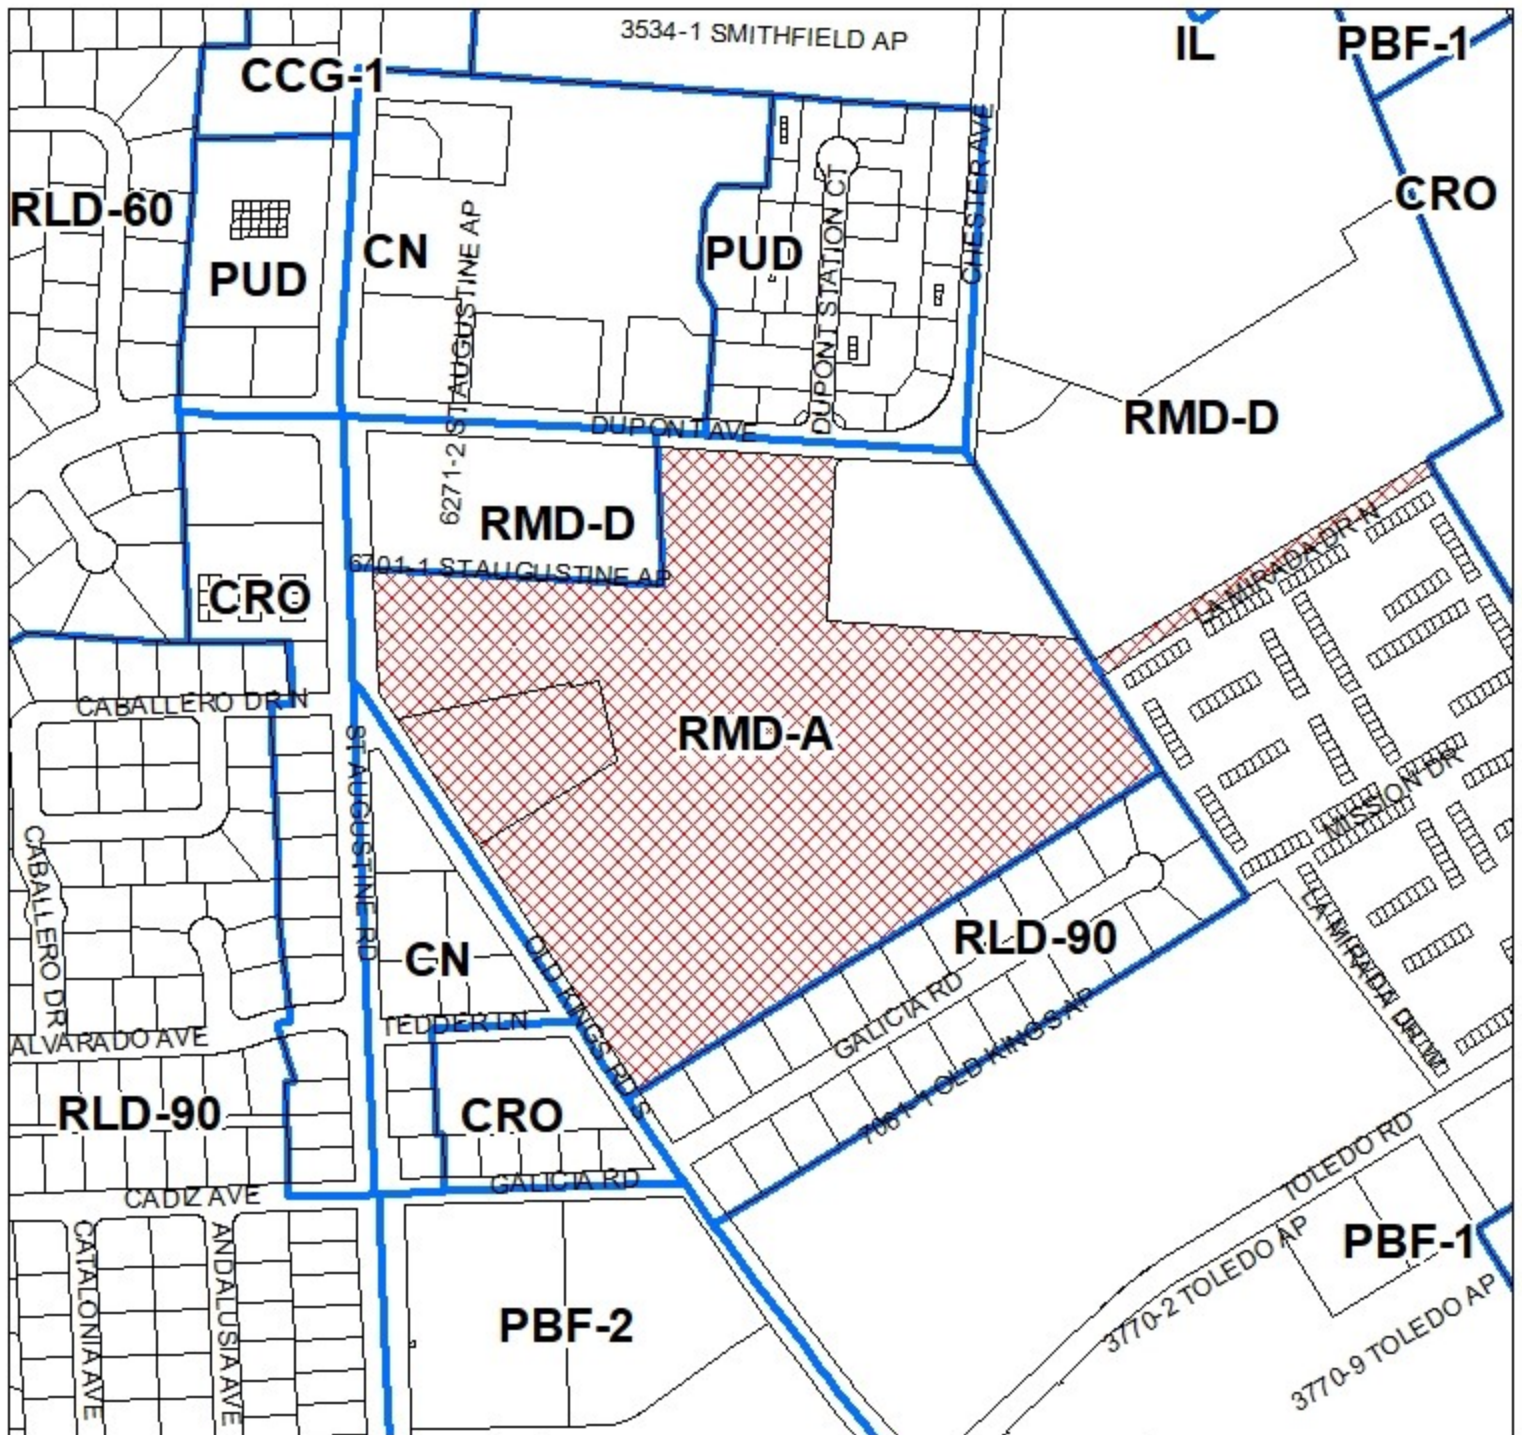 3534-1 SMITHFIELD AP
IL
PBF-1
CCG-1
CRO
RLD-60
CN
PUD
PUD
6271-2 ST AUGUSTINE AP
DUPONT STATION CT
CHESTER AVE
DUPONT AVE
RMD-D
RMD-D
6701-1 ST AUGUSTINE AP
CRO
LA MIRADA DR N
CABALLERO DR N
RMD-A
ST AUGUSTINE RD
MISSION DR
CABALLERO DR
CN
OLD KINGS RD S
RLD-90
LA MIRADA DR W
GALICIA RD
7061-1 OLD KINGS AP
TEDDER LN
ALVARADO AVE
RLD-90
CRO
TOLEDO RD
GALICIA RD
CADIZ AVE
CATALONIA AVE
ANDALUSIA AVE
PBF-1
3770-2 TOLEDO AP
PBF-2
3770-9 TOLEDO AP